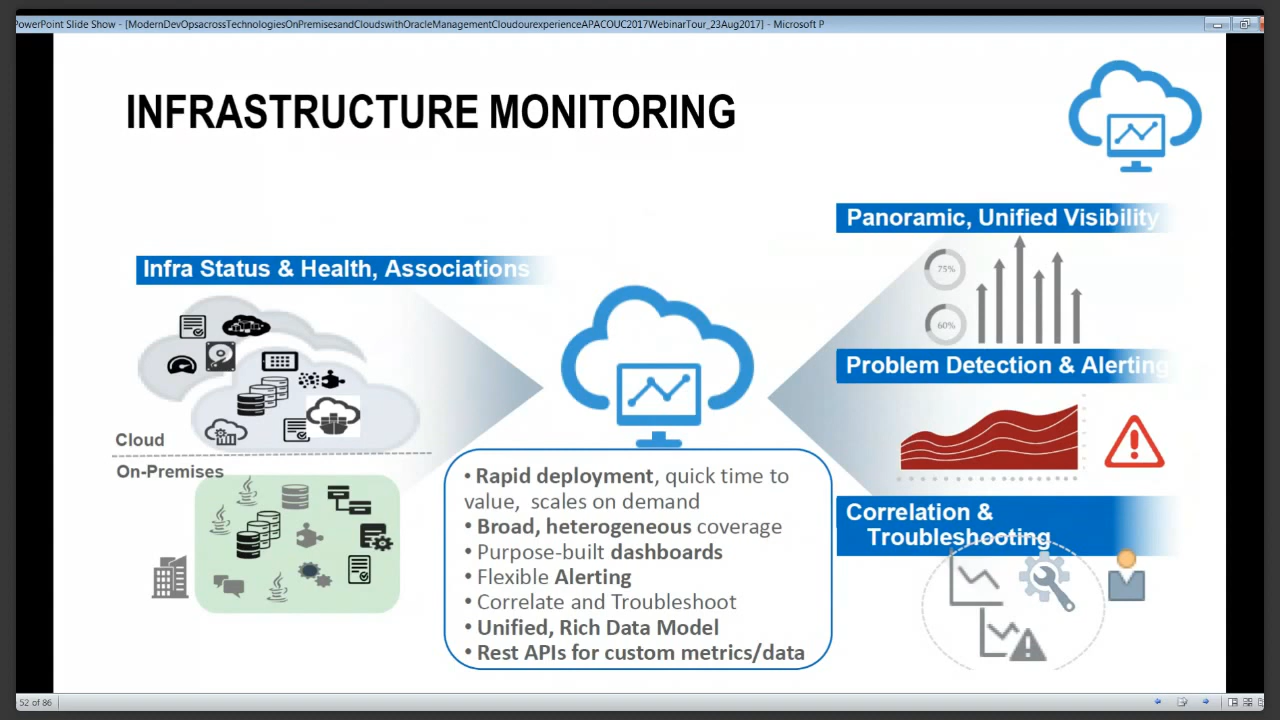 PowerPoint Slide Show - [ModernDevOpsacrossTechnologiesOnPremisesandCloudswithOracleManagementCloudourexperienceAPACOUC2017WebinarTour_23Aug2017] - Microsoft P
INFRASTRUCTURE MONITORING
Infra Status & Health, Associations
Cloud
On-Premises
• Rapid deployment, quick time to
value, scales on demand
• Broad, heterogeneous coverage
• Purpose-built dashboards
• Flexible Alerting
• Correlate and Troubleshoot
• Unified, Rich Data Model
• Rest APIs for custom metrics/data
Panoramic, Unified Visibility
75%
60%
Problem Detection & Alerting
Correlation &
Troubleshooting
52 of 86